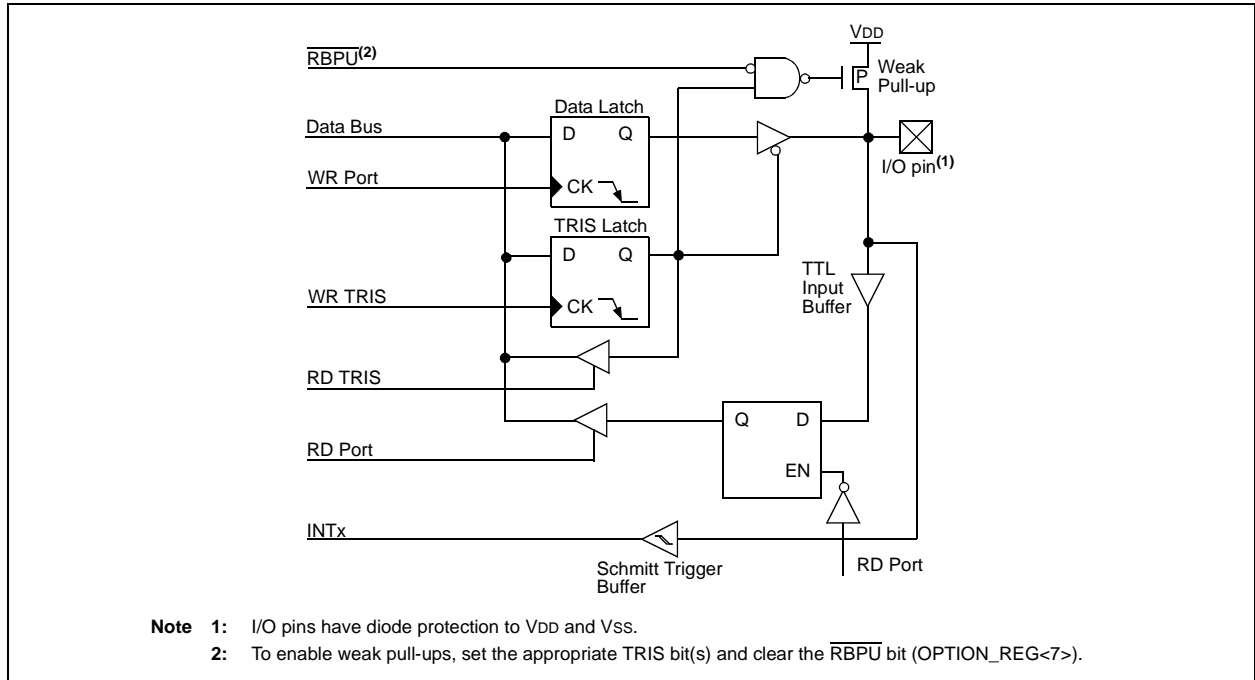 VDD
RBPU(2)
Weak
Pull-up
P
Data Latch
Data Bus
D Q
I/O pin(1)
WR Port
CK
TRIS Latch
D Q
TTL
Input
Buffer
WR TRIS
CK
RD TRIS
Q D
RD Port
EN
INTx
Schmitt Trigger
Buffer
RD Port
Note 1: I/O pins have diode protection to VDD and VSS.
2: To enable weak pull-ups, set the appropriate TRIS bit(s) and clear the RBPU bit (OPTION_REG<7>).